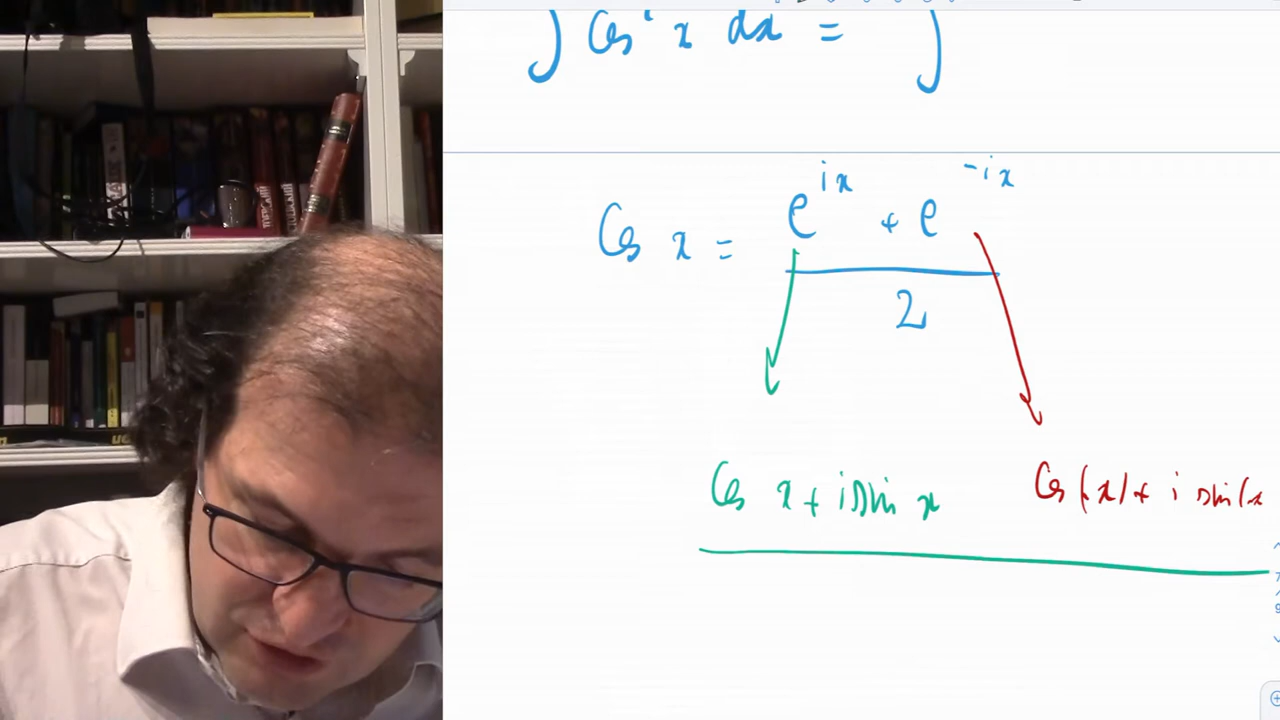 ∫ Cos² x dx = ∫
Cos x = (e^{ix} + e^{-ix}) / 2
Cos x + i sin x
Cos(-x) + i sin(-x